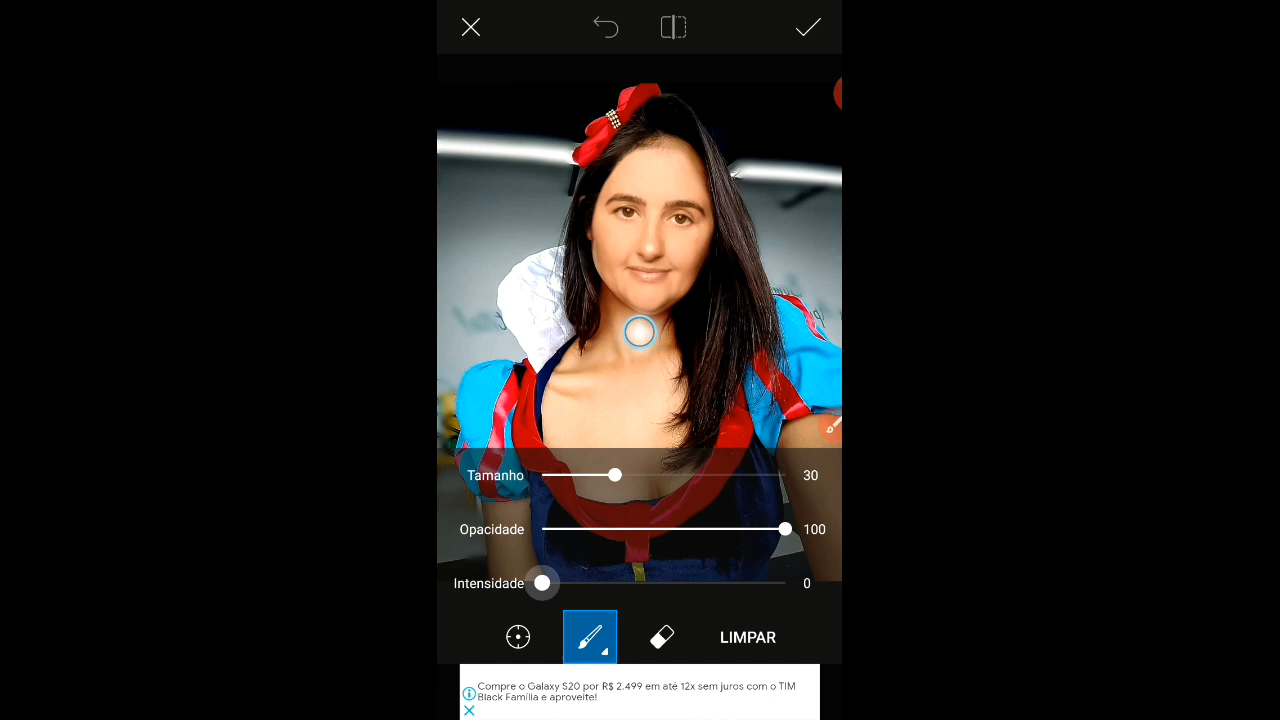 Tamanho 30
Opacidade 100
Intensidade 0
LIMPAR
Compre o Galaxy S20 por R$ 2.499 em até 12x sem juros com o TIM
Black Família e aproveite!